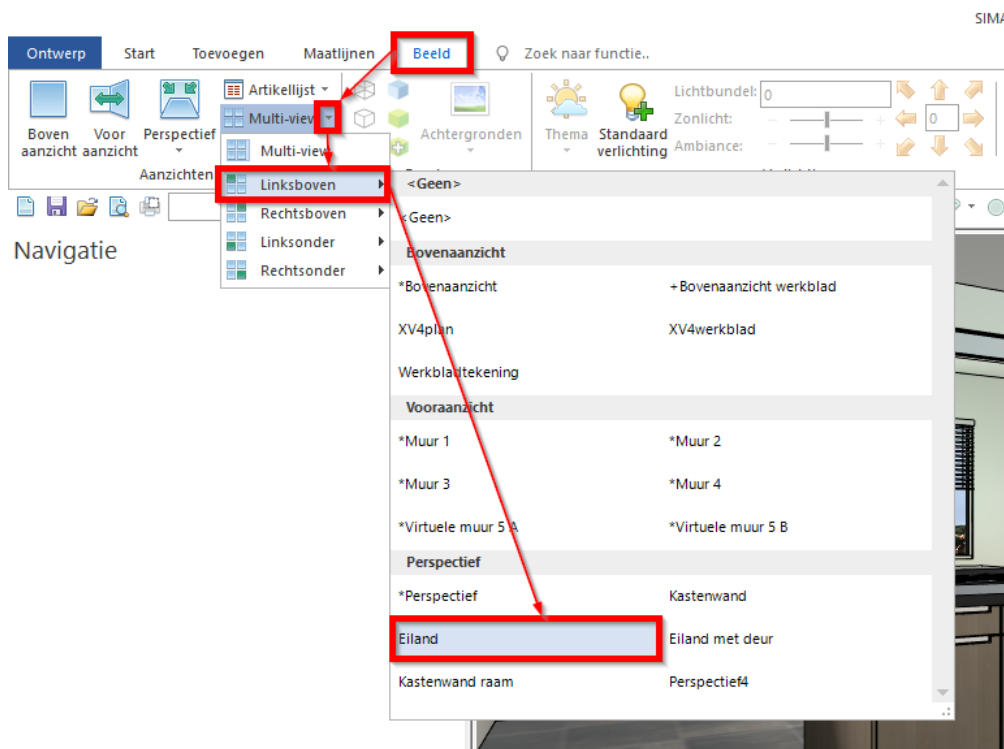 SIMA
Ontwerp Start Toevoegen Maatlijnen Beeld Zoek naar functie..
Artikellijst
Multi-view
Boven aanzicht
Voor aanzicht
Perspectief
Aanzichten
Achtergronden
Thema
Standaard verlichting
Lichtbundel: 0
Zonlicht: - +
Ambiance: - +
0
Multi-view
Linksboven
Rechtsboven
Linksonder
Rechtsonder
Navigatie
<Geen>
<Geen>
Bovenaanzicht
*Bovenaanzicht +Bovenaanzicht werkblad
XV4plan XV4werkblad
Werkbladtekening
Vooraanzicht
*Muur 1 *Muur 2
*Muur 3 *Muur 4
*Virtuele muur 5 A *Virtuele muur 5 B
Perspectief
*Perspectief Kastenwand
Eiland Eiland met deur
Kastenwand raam Perspectief4